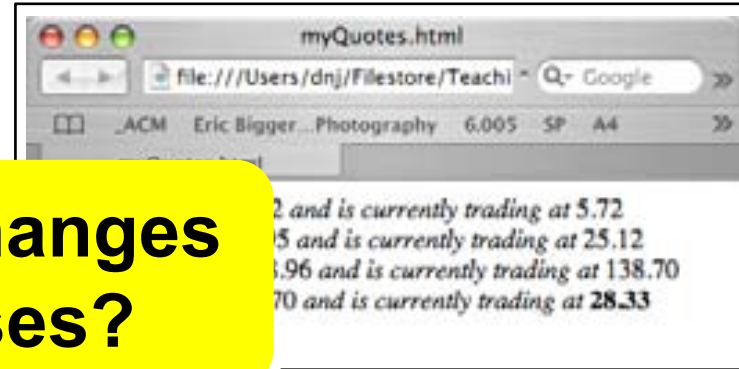 myQuotes.html
file:///Users/dnj/Filestore/Teachi Google
_ACM Eric Bigger...Photography 6.005 SP A4
2 and is currently trading at 5.72
5 and is currently trading at 25.12
.96 and is currently trading at 138.70
70 and is currently trading at 28.33
anges
ses?